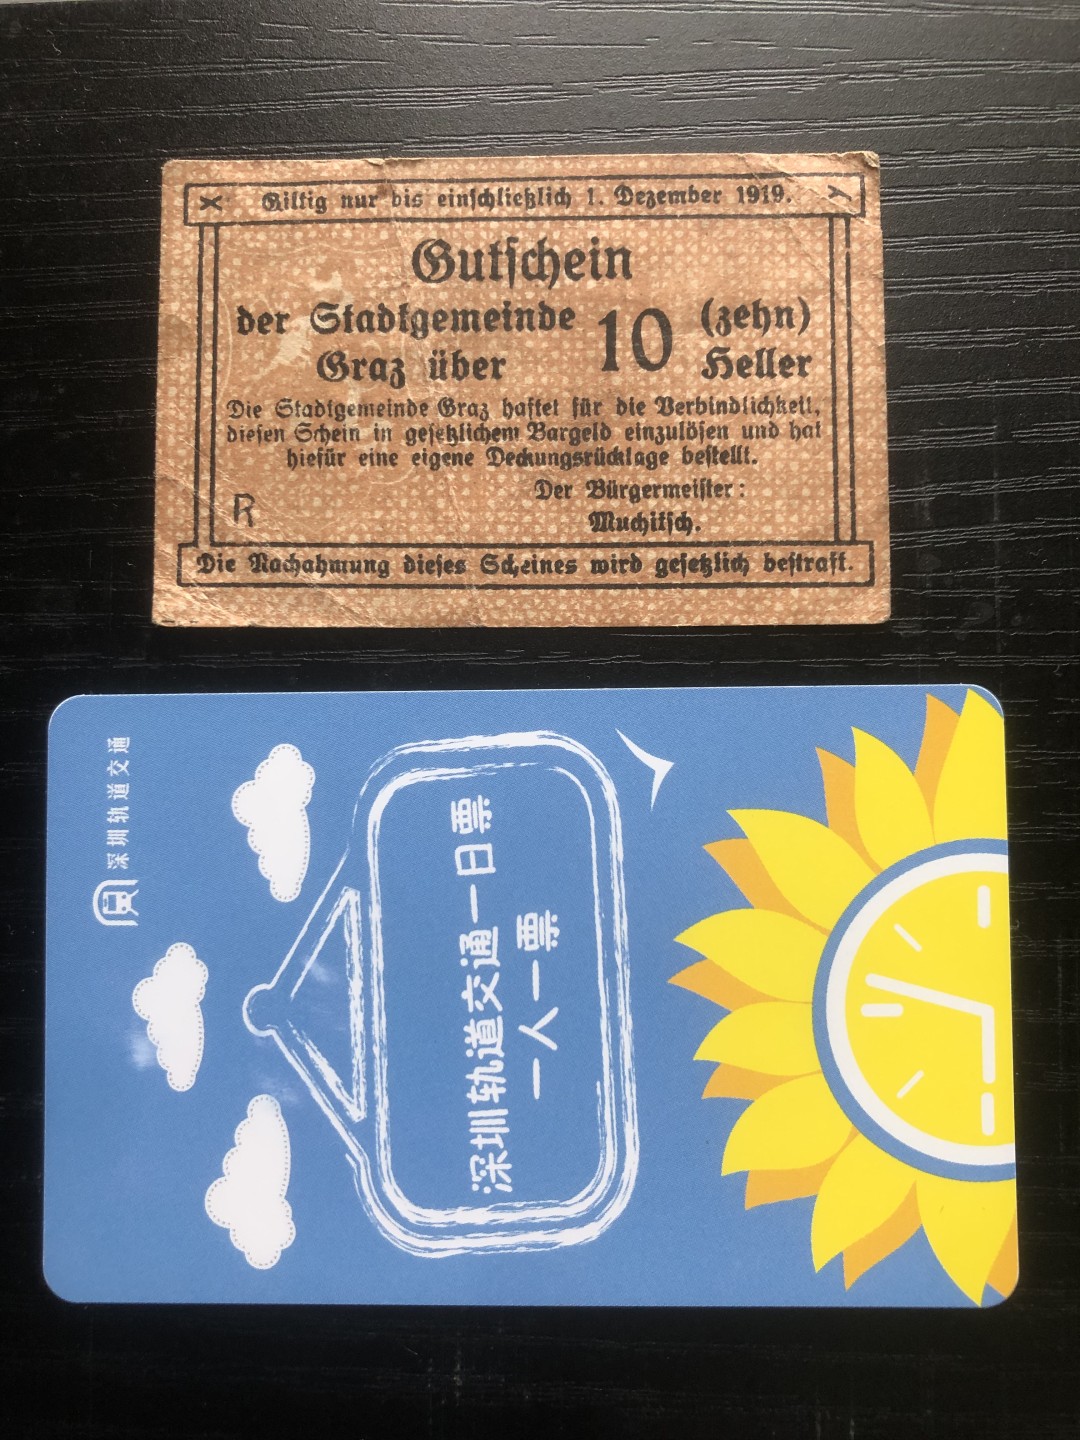 Giltig nur bis einschließlich 1. Dezember 1919.
Gutschein
der Stadtgemeinde 10 (zehn)
Graz über Heller
Die Stadtgemeinde Graz haftet für die Verbindlichkeit,
diesen Schein in gesetzlichem Bargeld einzulösen und hat
hiefür eine eigene Deckungsrücklage bestellt.
Der Bürgermeister:
Muchitsch.
R
Die Nachahmung dieses Scheines wird gesetzlich bestraft.
深圳轨道交通
深圳轨道交通一日票
一人一票